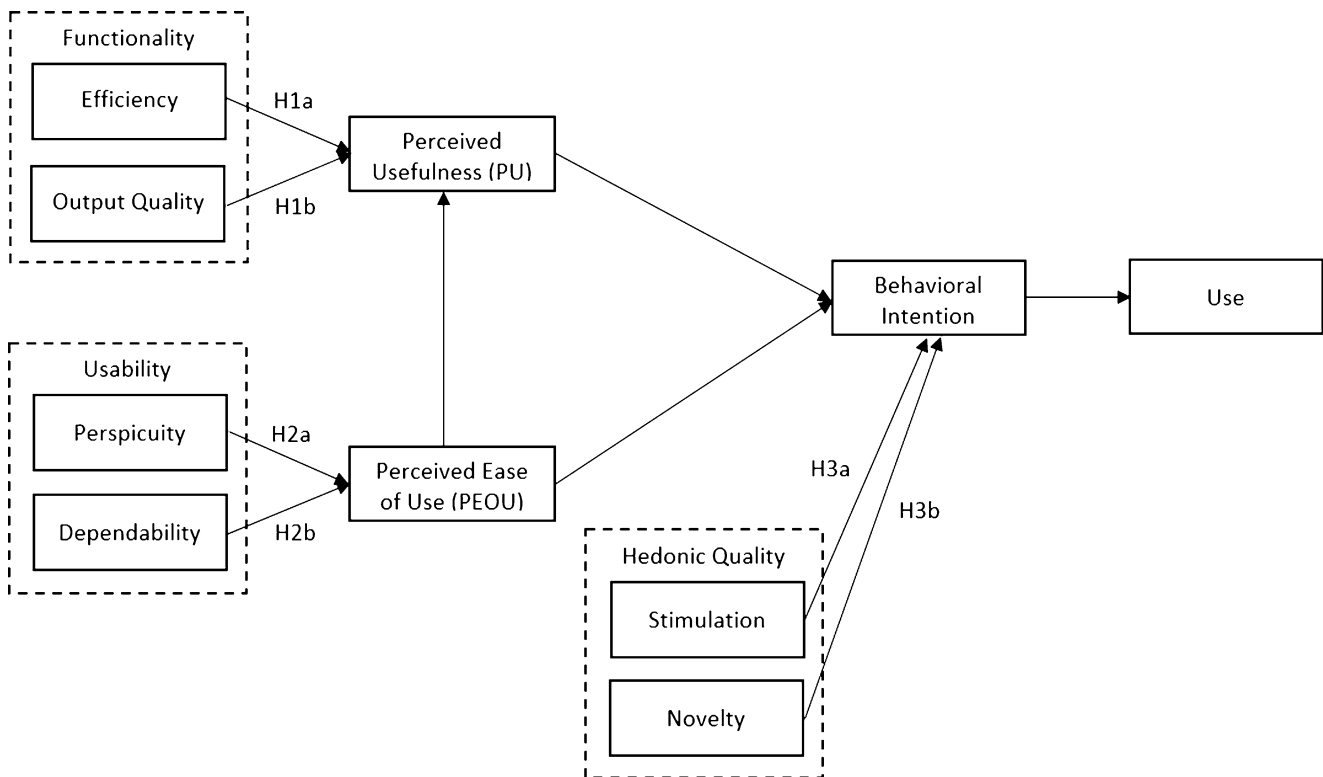 Functionality
Efficiency
H1a
Output Quality
H1b
Perceived
Usefulness (PU)
Behavioral
Intention
Use
Usability
Perspicuity
H2a
Dependability
H2b
Perceived Ease
of Use (PEOU)
H3a
H3b
Hedonic Quality
Stimulation
Novelty